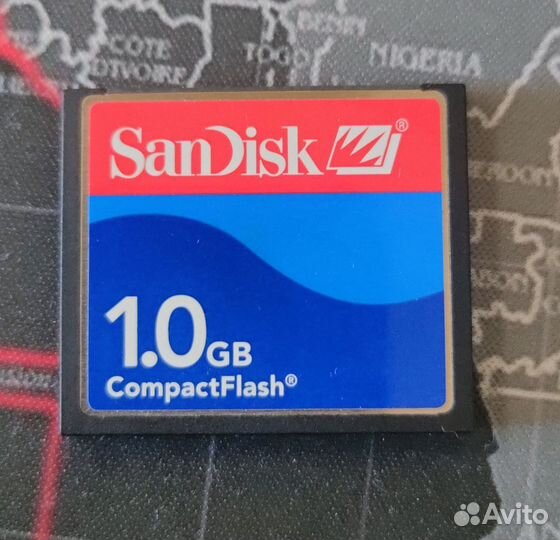 BENIN
COTE
D'IVOIRE
TOGO
NIGERIA
SanDisk®
1.0GB
CompactFlash®
Avito